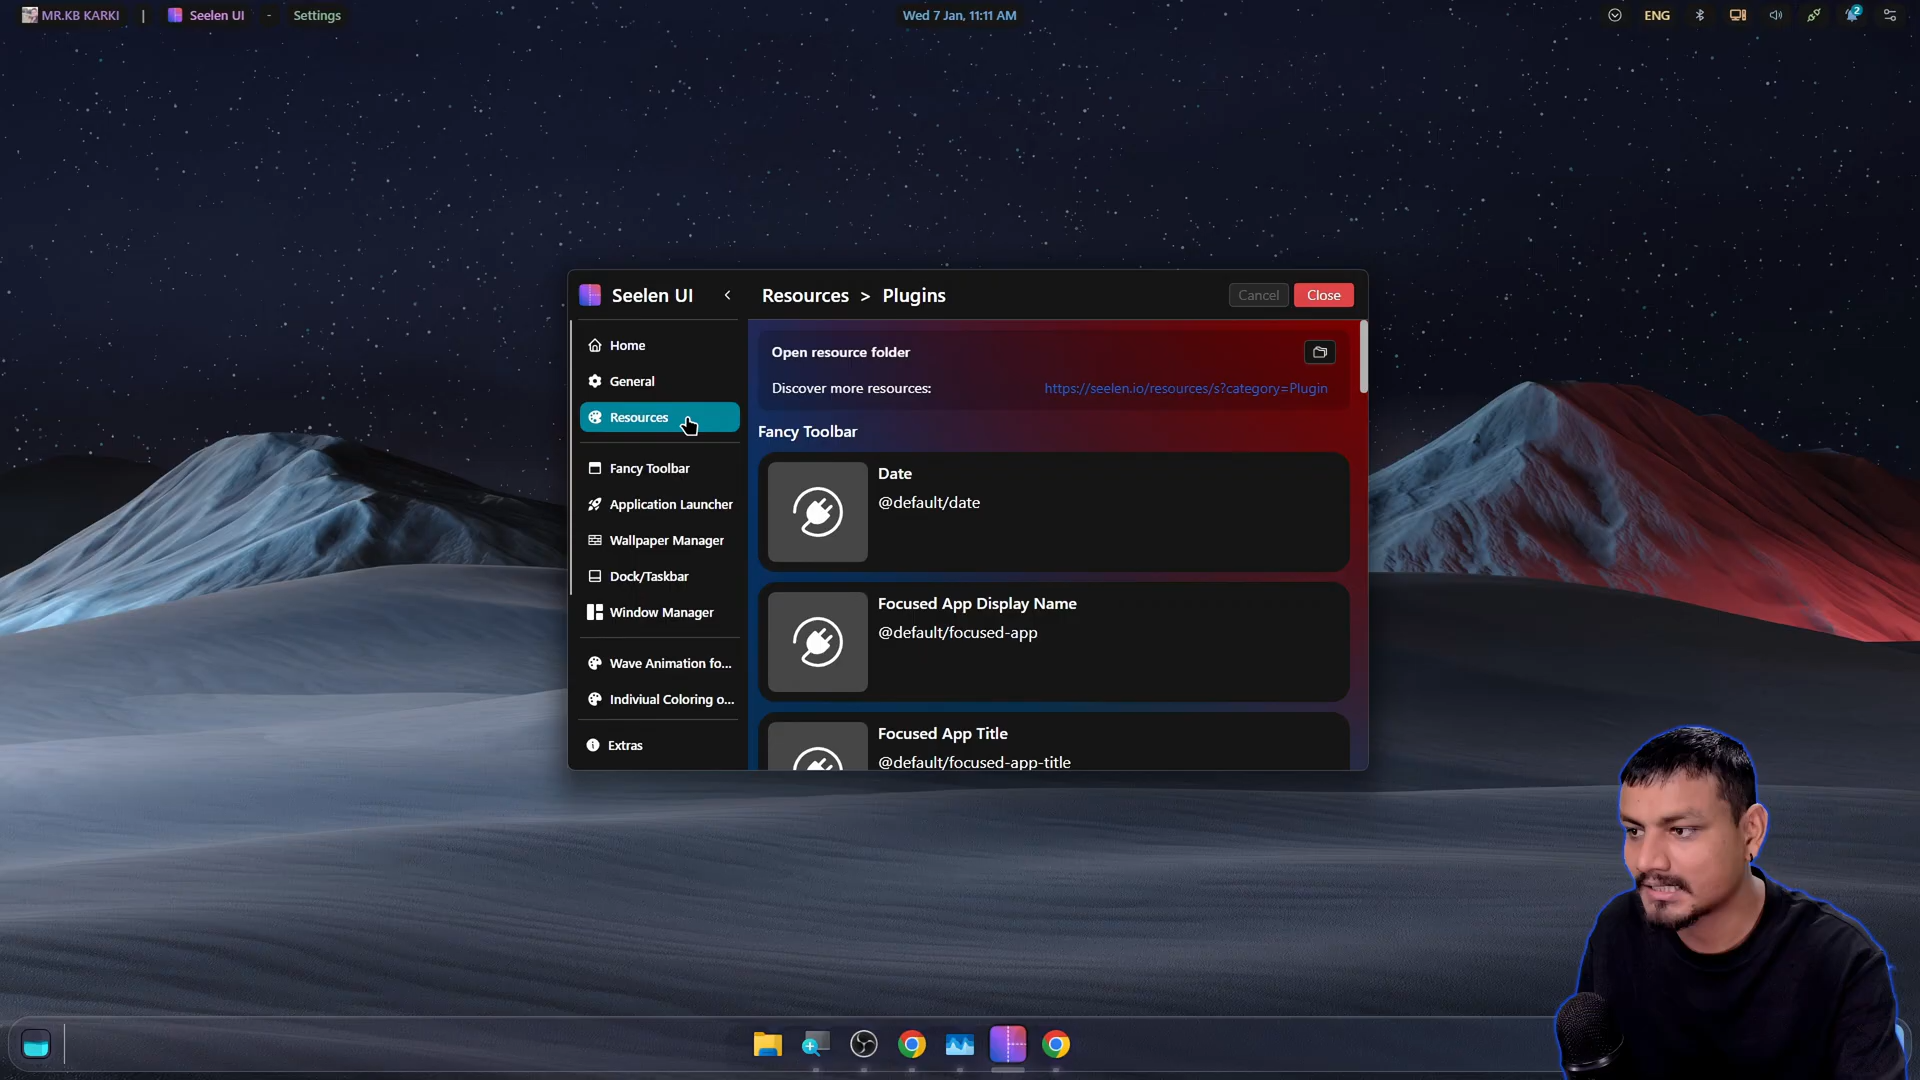 MR.KB KARKI | Seelen UI - Settings
Wed 7 Jan, 11:11 AM
ENG
2
Seelen UI
Resources > Plugins
Cancel
Close
Home
General
Resources
Fancy Toolbar
Application Launcher
Wallpaper Manager
Dock/Taskbar
Window Manager
Wave Animation fo...
Indiviual Coloring o...
Extras
Open resource folder
Discover more resources: https://seelen.io/resources/s?category=Plugin
Fancy Toolbar
Date
@default/date
Focused App Display Name
@default/focused-app
Focused App Title
@default/focused-app-title